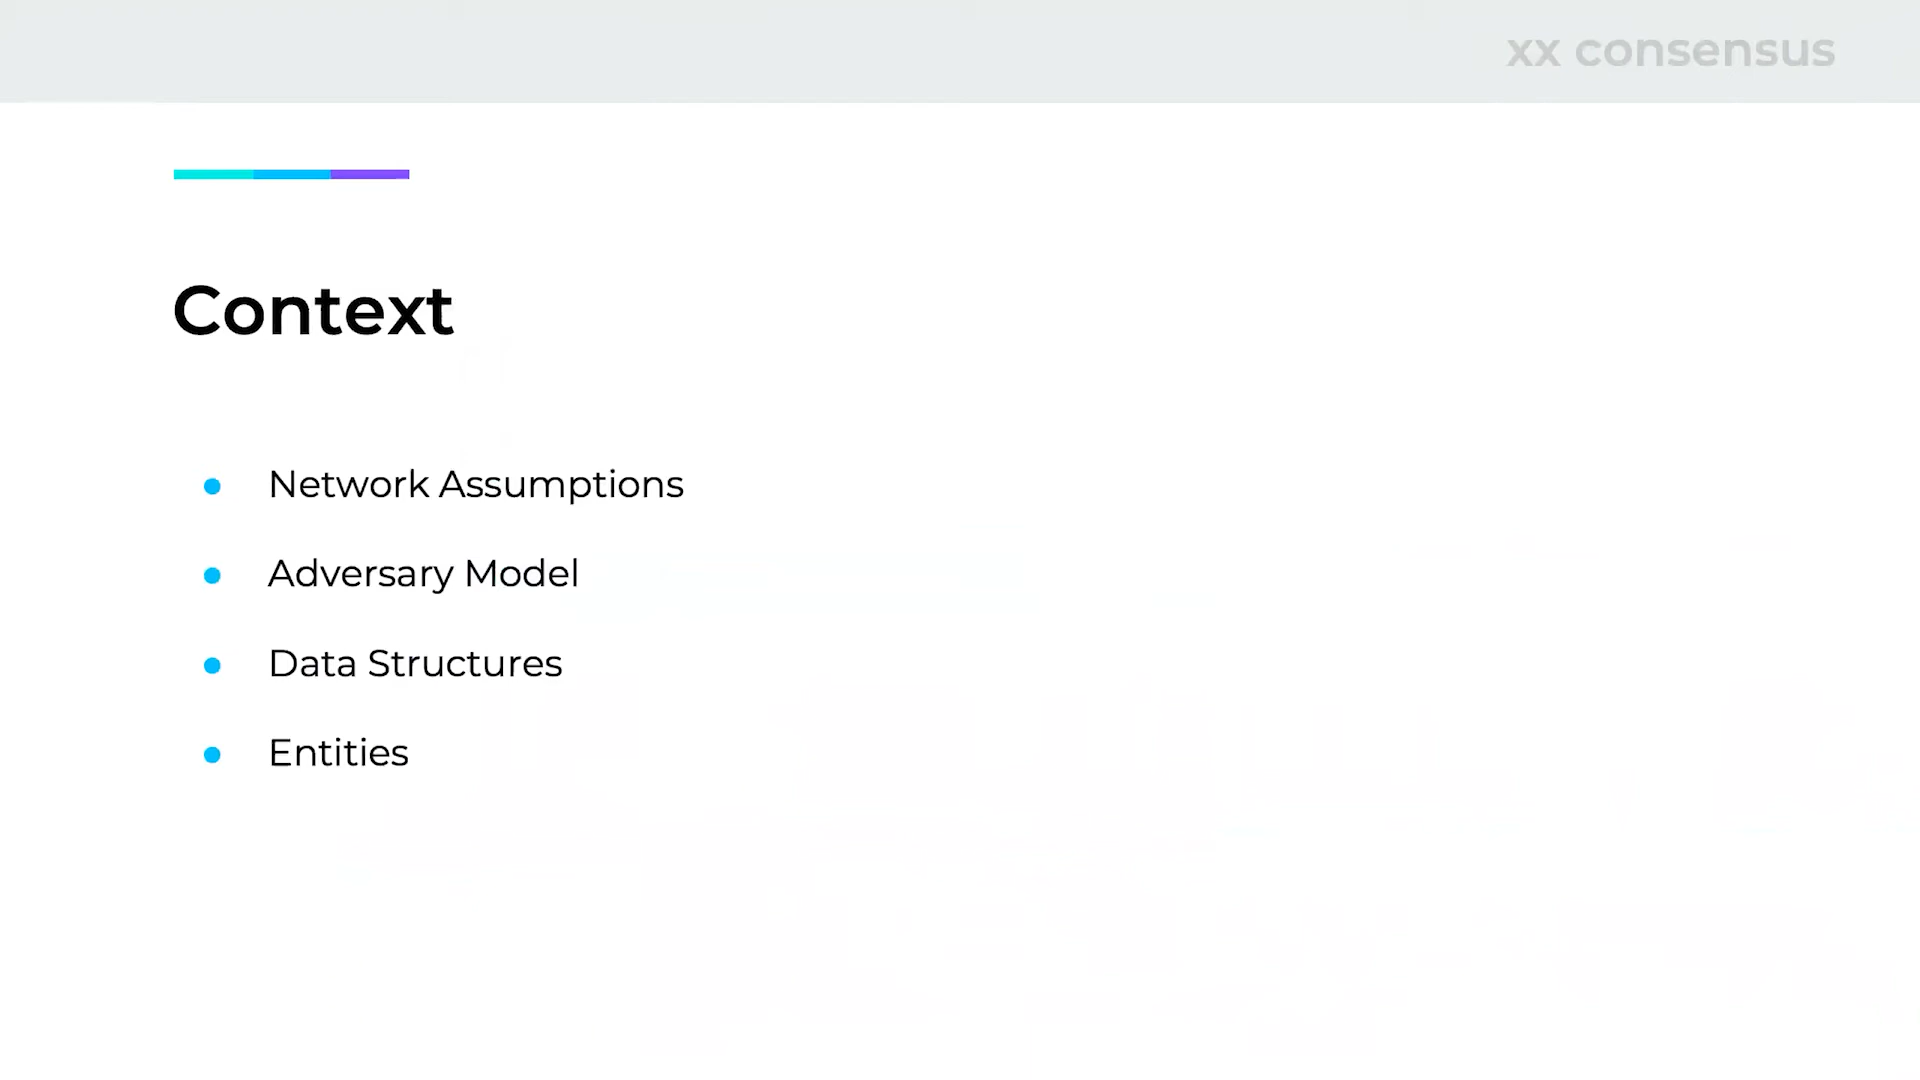 xx consensus
Context
● Network Assumptions
● Adversary Model
● Data Structures
● Entities